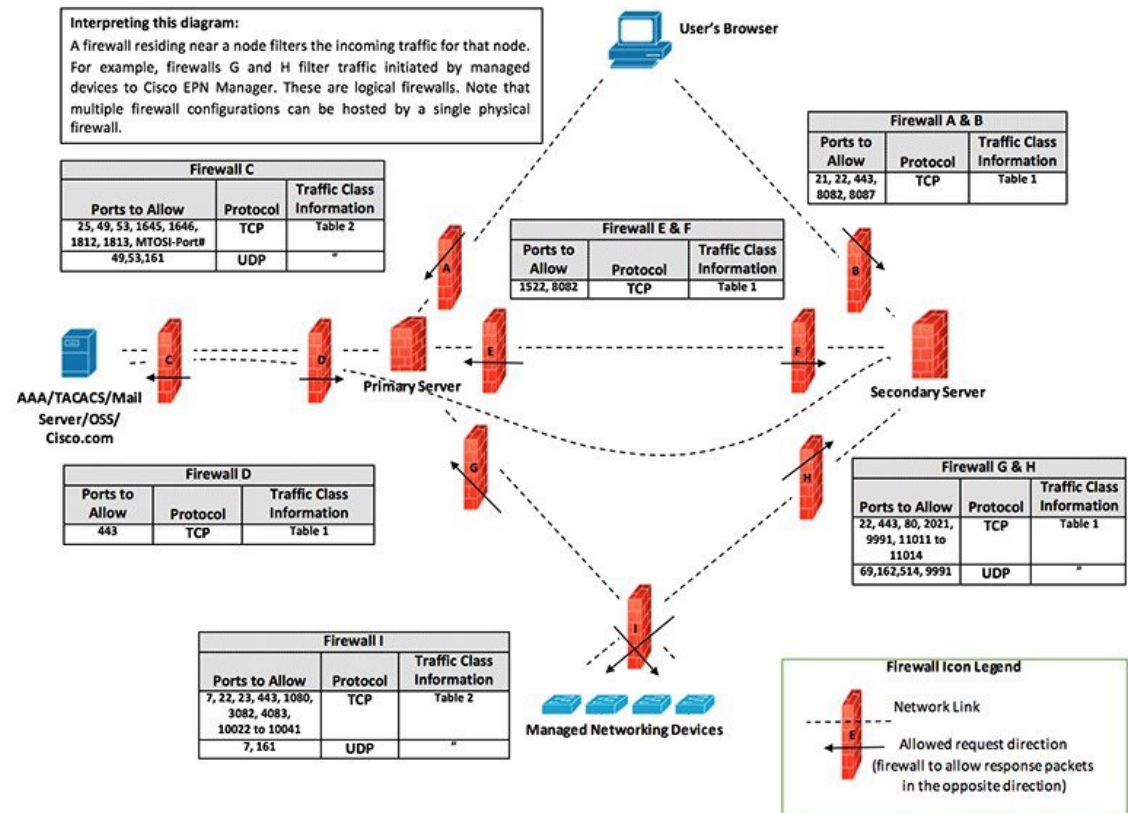 Interpreting this diagram:
A firewall residing near a node filters the incoming traffic for that node.
For example, firewalls G and H filter traffic initiated by managed
devices to Cisco EPN Manager. These are logical firewalls. Note that
multiple firewall configurations can be hosted by a single physical
firewall.
User's Browser
Firewall A & B
Ports to Allow Protocol Traffic Class Information
21, 22, 443,
8082, 8087 TCP Table 1
Firewall C
Ports to Allow Protocol Traffic Class Information
25, 49, 53, 1645, 1646,
1812, 1813, MTOSI-Port# TCP Table 2
49,53,161 UDP "
Firewall E & F
Ports to Allow Protocol Traffic Class Information
1522, 8082 TCP Table 1
A
B
C
D
E
F
Primary Server
Secondary Server
AAA/TACACS/Mail
Server/OSS/
Cisco.com
G
H
Firewall D
Ports to Allow Protocol Traffic Class Information
443 TCP Table 1
Firewall G & H
Ports to Allow Protocol Traffic Class Information
22, 443, 80, 2021,
9991, 11011 to
11014 TCP Table 1
69,162,514, 9991 UDP "
I
Firewall I
Ports to Allow Protocol Traffic Class Information
7, 22, 23, 443, 1080,
3082, 4083,
10022 to 10041 TCP Table 2
7, 161 UDP "
Managed Networking Devices
Firewall Icon Legend
Network Link
E
Allowed request direction
(firewall to allow response packets
in the opposite direction)